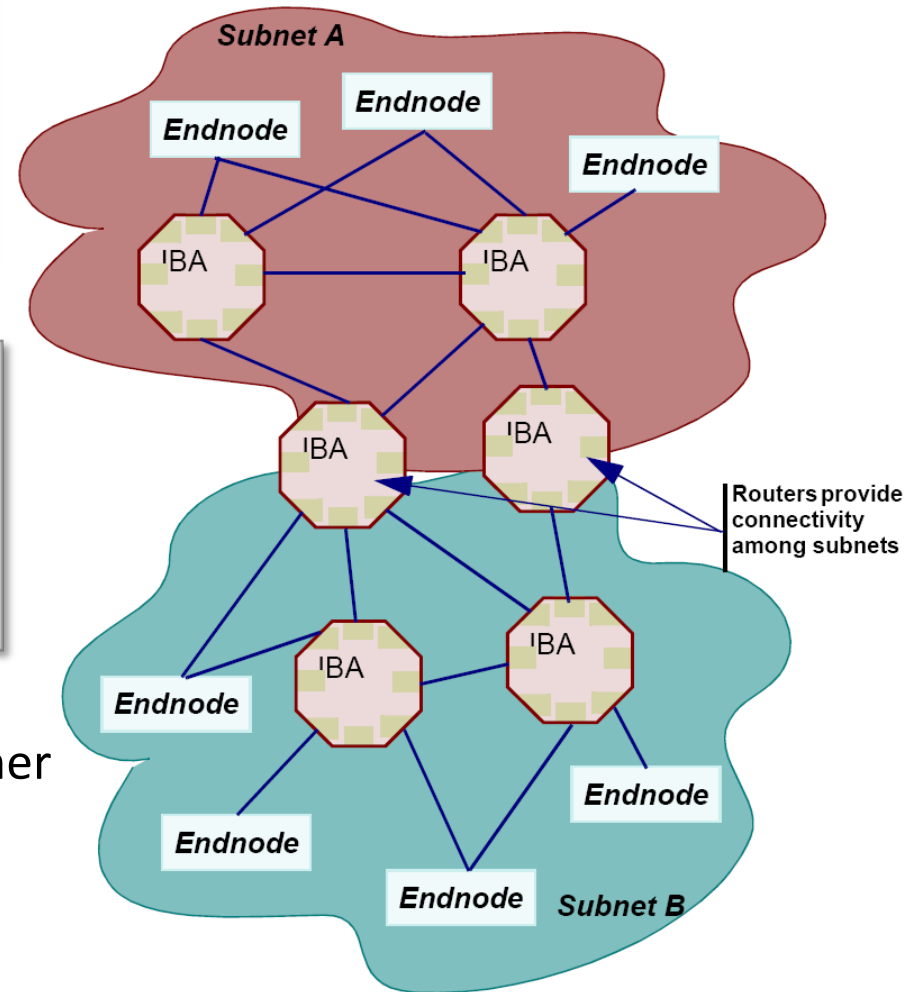 Subnet A
Endnode
Endnode
Endnode
IBA
IBA
IBA
IBA
Routers provide
connectivity
among subnets
IBA
IBA
Endnode
Endnode
Endnode
Endnode
Subnet B